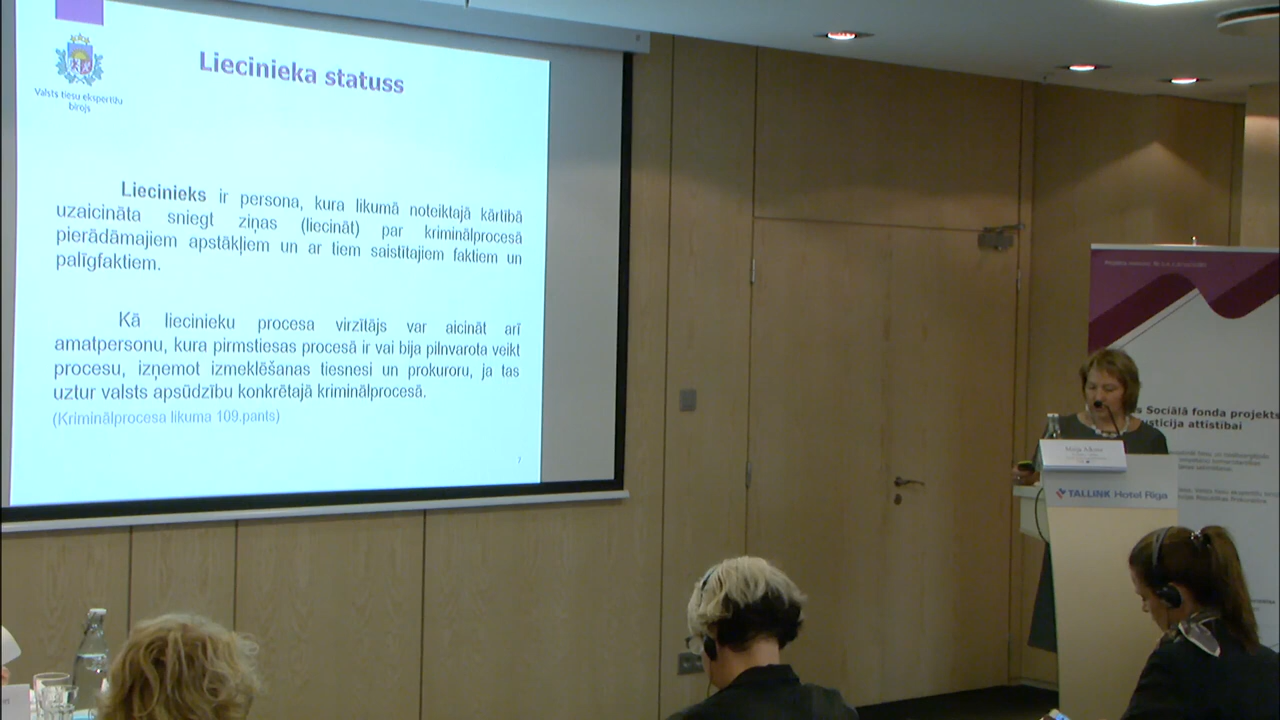 Valsts tiesu ekspertīžu
birojs
Liecinieka statuss
Liecinieks ir persona, kura likumā noteiktajā kārtībā
uzaicināta sniegt ziņas (liecināt) par kriminālprocesā
pierādāmajiem apstākļiem un ar tiem saistītajiem faktiem un
palīgfaktiem.
Kā liecinieku procesa virzītājs var aicināt arī
amatpersonu, kura pirmstiesas procesā ir vai bija pilnvarota veikt
procesu, izņemot izmeklēšanas tiesnesi un prokuroru, ja tas
uztur valsts apsūdzību konkrētajā kriminālprocesā.
(Kriminālprocesa likuma 109.pants)
7
Sociālā fonda projekts
attīstībai
TALLINK Hotel Riga